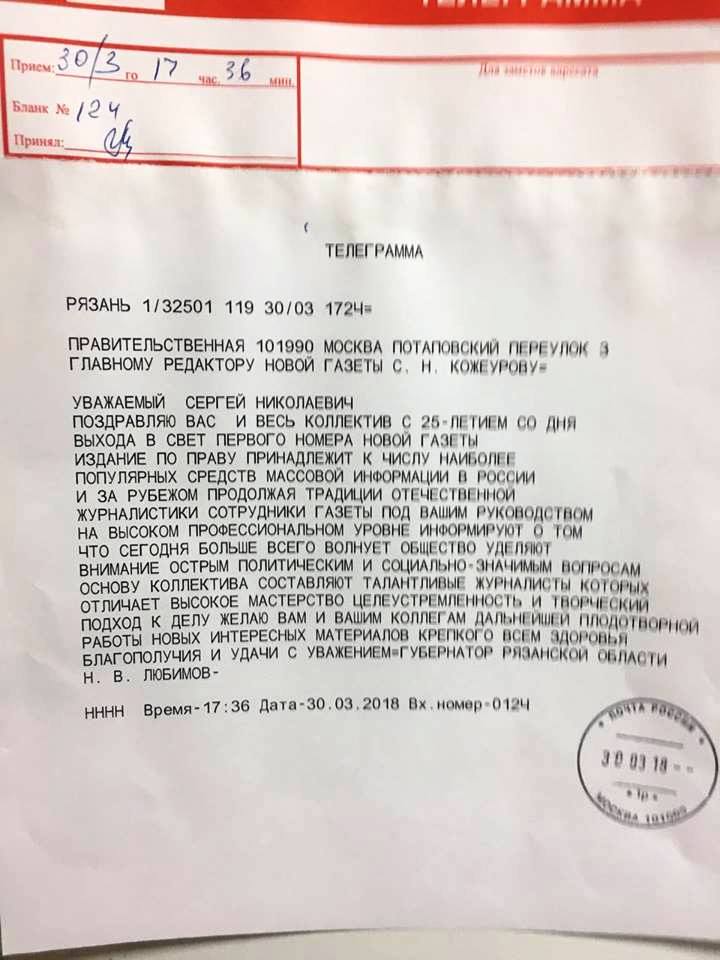 ТЕЛЕГРАММА
Прием: 30/3 го 17 час. 36 мин.
Бланк № 124
Принял:
Для заметок
ТЕЛЕГРАММА
РЯЗАНЬ 1/32501 119 30/03 1724=
ПРАВИТЕЛЬСТВЕННАЯ 101990 МОСКВА ПОТАПОВСКИЙ ПЕРЕУЛОК 3
ГЛАВНОМУ РЕДАКТОРУ НОВОЙ ГАЗЕТЫ С. Н. КОЖЕУРОВУ=
УВАЖАЕМЫЙ СЕРГЕЙ НИКОЛАЕВИЧ
ПОЗДРАВЛЯЮ ВАС И ВЕСЬ КОЛЛЕКТИВ С 25-ЛЕТИЕМ СО ДНЯ
ВЫХОДА В СВЕТ ПЕРВОГО НОМЕРА НОВОЙ ГАЗЕТЫ
ИЗДАНИЕ ПО ПРАВУ ПРИНАДЛЕЖИТ К ЧИСЛУ НАИБОЛЕЕ
ПОПУЛЯРНЫХ СРЕДСТВ МАССОВОЙ ИНФОРМАЦИИ В РОССИИ
И ЗА РУБЕЖОМ ПРОДОЛЖАЯ ТРАДИЦИИ ОТЕЧЕСТВЕННОЙ
ЖУРНАЛИСТИКИ СОТРУДНИКИ ГАЗЕТЫ ПОД ВАШИМ РУКОВОДСТВОМ
НА ВЫСОКОМ ПРОФЕССИОНАЛЬНОМ УРОВНЕ ИНФОРМИРУЮТ О ТОМ
ЧТО СЕГОДНЯ БОЛЬШЕ ВСЕГО ВОЛНУЕТ ОБЩЕСТВО УДЕЛЯЮТ
ВНИМАНИЕ ОСТРЫМ ПОЛИТИЧЕСКИМ И СОЦИАЛЬНО-ЗНАЧИМЫМ ВОПРОСАМ
ОСНОВУ КОЛЛЕКТИВА СОСТАВЛЯЮТ ТАЛАНТЛИВЫЕ ЖУРНАЛИСТЫ КОТОРЫХ
ОТЛИЧАЕТ ВЫСОКОЕ МАСТЕРСТВО ЦЕЛЕУСТРЕМЛЕННОСТЬ И ТВОРЧЕСКИЙ
ПОДХОД К ДЕЛУ ЖЕЛАЮ ВАМ И ВАШИМ КОЛЛЕГАМ ДАЛЬНЕЙШЕЙ ПЛОДОТВОРНОЙ
РАБОТЫ НОВЫХ ИНТЕРЕСНЫХ МАТЕРИАЛОВ КРЕПКОГО ВСЕМ ЗДОРОВЬЯ
БЛАГОПОЛУЧИЯ И УДАЧИ С УВАЖЕНИЕМ=ГУБЕРНАТОР РЯЗАНСКОЙ ОБЛАСТИ
Н. В. ЛЮБИМОВ-
НННН Время-17:36 Дата-30.03.2018 Вх.номер-0124
ПОЧТА РОССИИ
30 03 18 --
МОСКВА 101000